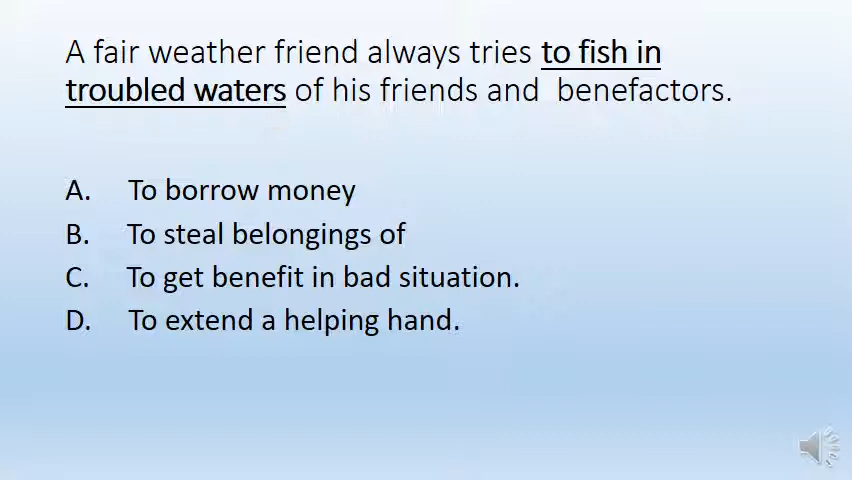 A fair weather friend always tries to fish in
troubled waters of his friends and benefactors.
A. To borrow money
B. To steal belongings of
C. To get benefit in bad situation.
D. To extend a helping hand.